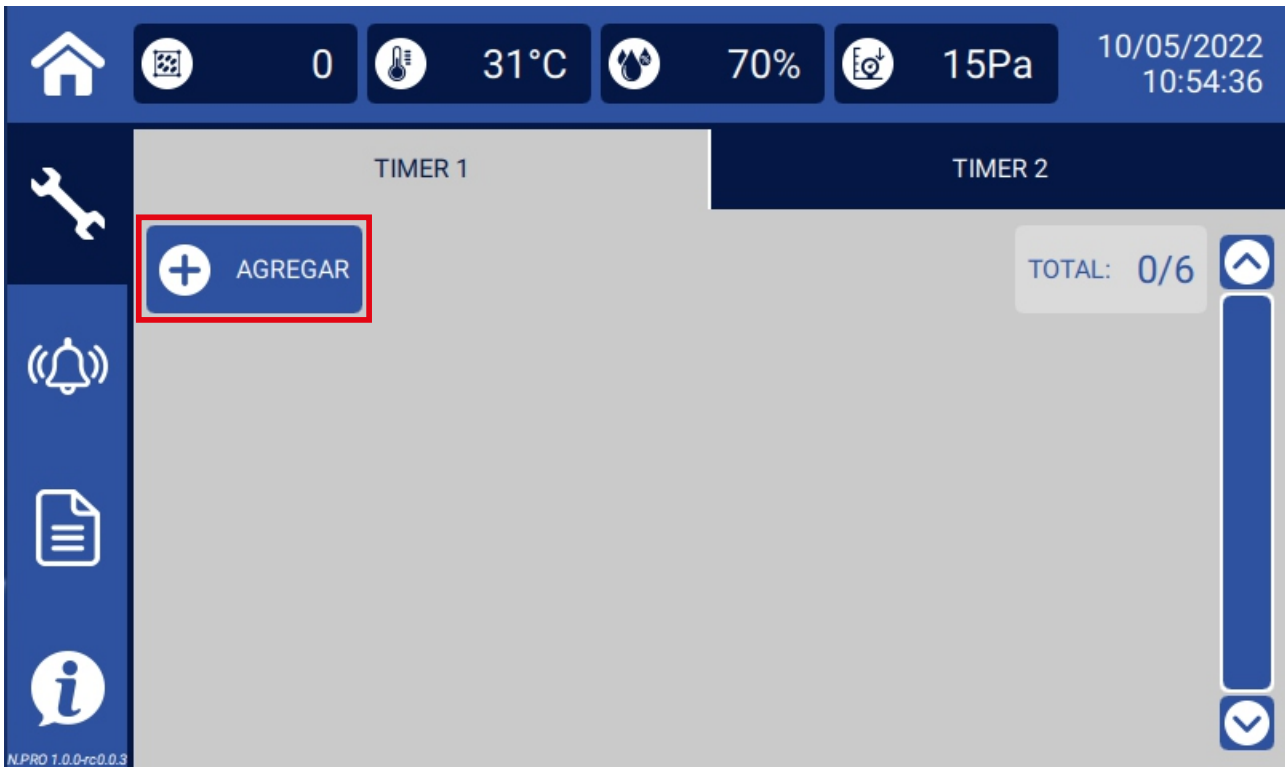 0
31°C
70%
15Pa
10/05/2022
10:54:36
TIMER 1
TIMER 2
AGREGAR
TOTAL: 0/6
N.PRO 1.0.0-rc0.0.3